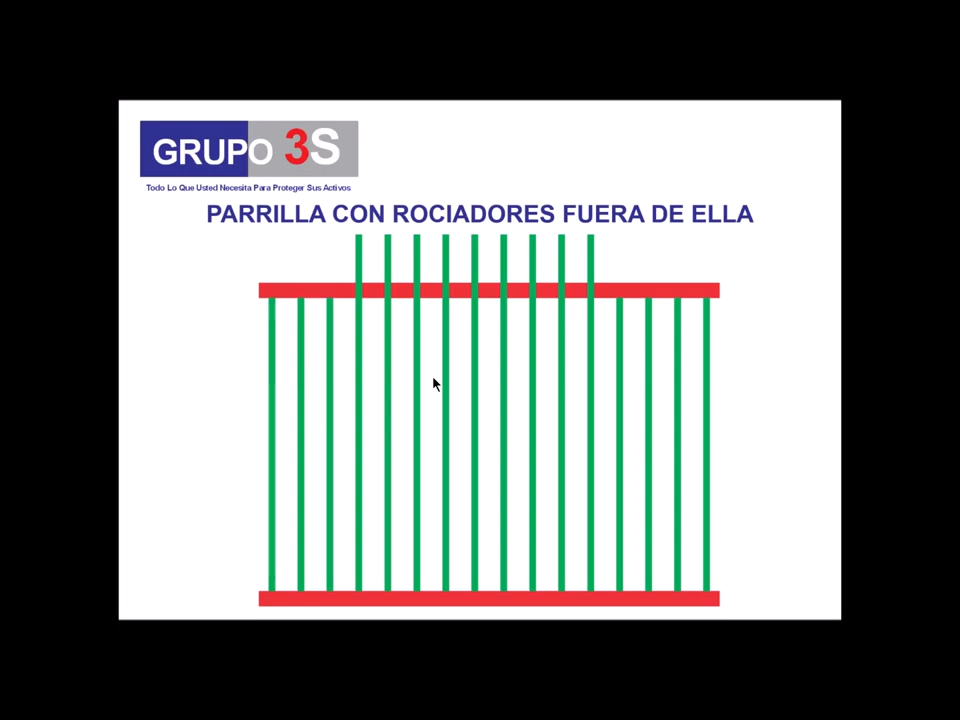 GRUPO 3S
Todo Lo Que Usted Necesita Para Proteger Sus Activos
PARRILLA CON ROCIADORES FUERA DE ELLA